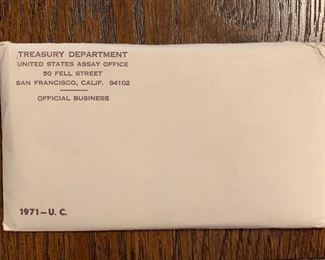 TREASURY DEPARTMENT
UNITED STATES ASSAY OFFICE
50 FELL STREET
SAN FRANCISCO, CALIF. 94102
OFFICIAL BUSINESS
1971—U. C.